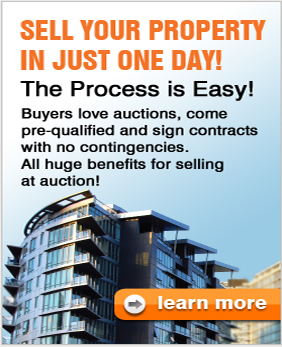 SELL YOUR PROPERTY
IN JUST ONE DAY!
The Process is Easy!
Buyers love auctions, come
pre-qualified and sign contracts
with no contingencies.
All huge benefits for selling
at auction!
learn more